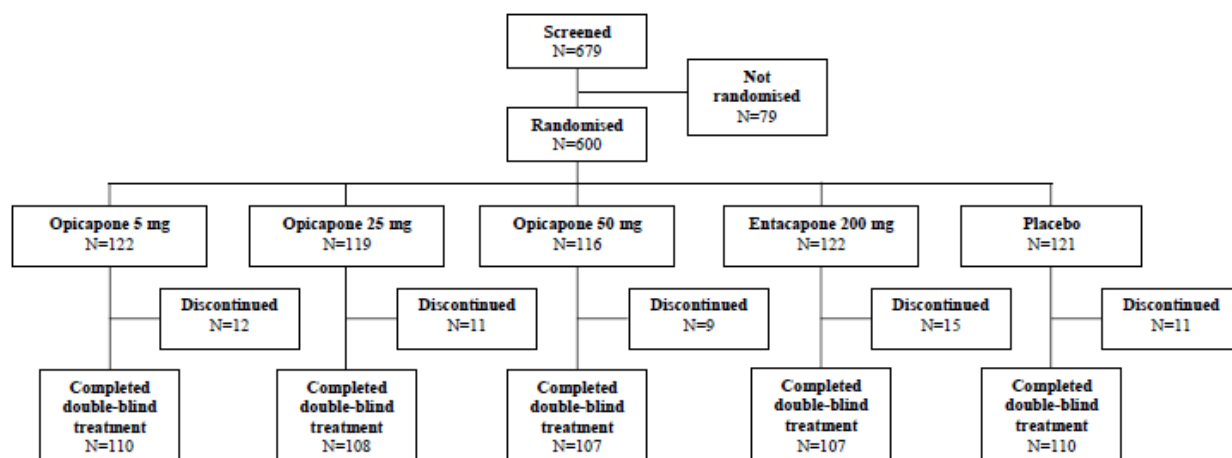 Screened
N=679
Not
randomised
N=79
Randomised
N=600
Opicapone 5 mg
N=122
Opicapone 25 mg
N=119
Opicapone 50 mg
N=116
Entacapone 200 mg
N=122
Placebo
N=121
Discontinued
N=12
Discontinued
N=11
Discontinued
N=9
Discontinued
N=15
Discontinued
N=11
Completed
double-blind
treatment
N=110
Completed
double-blind
treatment
N=108
Completed
double-blind
treatment
N=107
Completed
double-blind
treatment
N=107
Completed
double-blind
treatment
N=110